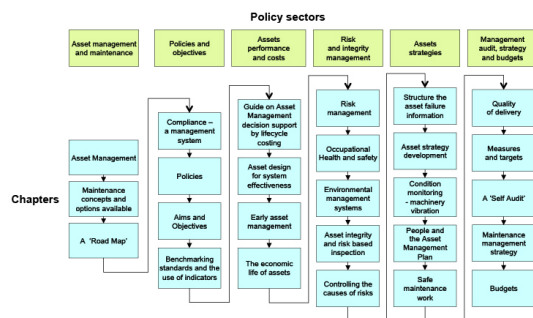 Policy sectors
Asset management
and maintenance
Policies and
objectives
Assets
performance
and costs
Risk
and integrity
management
Assets
strategies
Management
audit, strategy
and budgets
Chapters
Asset Management
Maintenance
concepts and
options available
A 'Road Map'
Compliance –
a management
system
Policies
Aims and
Objectives
Benchmarking
standards and the
use of indicators
Guide on Asset
Management
decision support
by lifecycle
costing
Asset design
for system
effectiveness
Early asset
management
The economic
life of assets
Risk
management
Occupational
Health and safety
Environmental
management
systems
Asset integrity
and risk based
inspection
Controlling the
causes of risks
Structure the
asset failure
information
Asset strategy
development
Condition
monitoring
- machinery
vibration
People and
the Asset
Management
Plan
Safe
maintenance
work
Quality
of delivery
Measures
and targets
A 'Self Audit'
Maintenance
management
strategy
Budgets